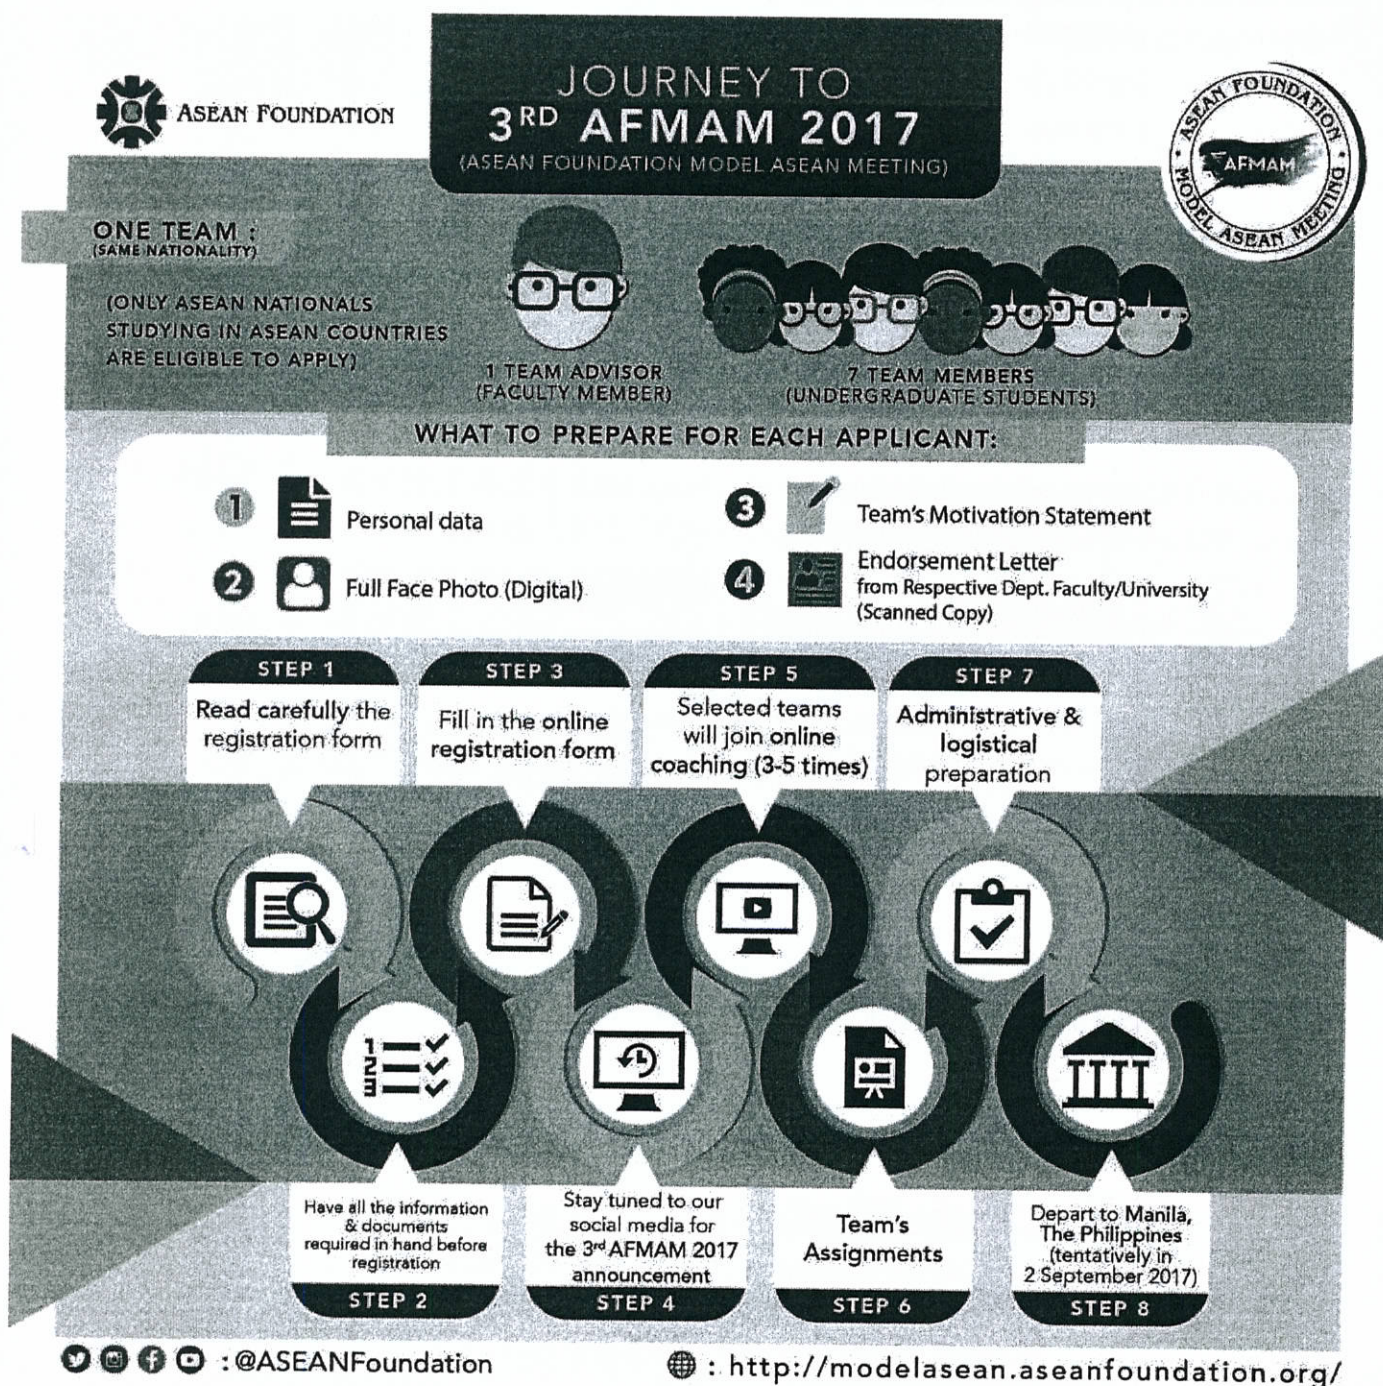 ASEAN FOUNDATION
JOURNEY TO
3RD AFMAM 2017
(ASEAN FOUNDATION MODEL ASEAN MEETING)
ASEAN FOUNDATION
MODEL ASEAN MEETING
AFMAM
ONE TEAM :
(SAME NATIONALITY)
(ONLY ASEAN NATIONALS
STUDYING IN ASEAN COUNTRIES
ARE ELIGIBLE TO APPLY)
1 TEAM ADVISOR
(FACULTY MEMBER)
7 TEAM MEMBERS
(UNDERGRADUATE STUDENTS)
WHAT TO PREPARE FOR EACH APPLICANT:
1 Personal data
2 Full Face Photo (Digital)
3 Team's Motivation Statement
4 Endorsement Letter
from Respective Dept. Faculty/University
(Scanned Copy)
STEP 1
Read carefully the
registration form
STEP 3
Fill in the online
registration form
STEP 5
Selected teams
will join online
coaching (3-5 times)
STEP 7
Administrative &
logistical
preparation
1
2
3
Have all the information
& documents
required in hand before
registration
STEP 2
Stay tuned to our
social media for
the 3rd AFMAM 2017
announcement
STEP 4
Team's
Assignments
STEP 6
Depart to Manila,
The Philippines
(tentatively in
2 September 2017)
STEP 8
: @ASEANFoundation
: http://modelasean.aseanfoundation.org/